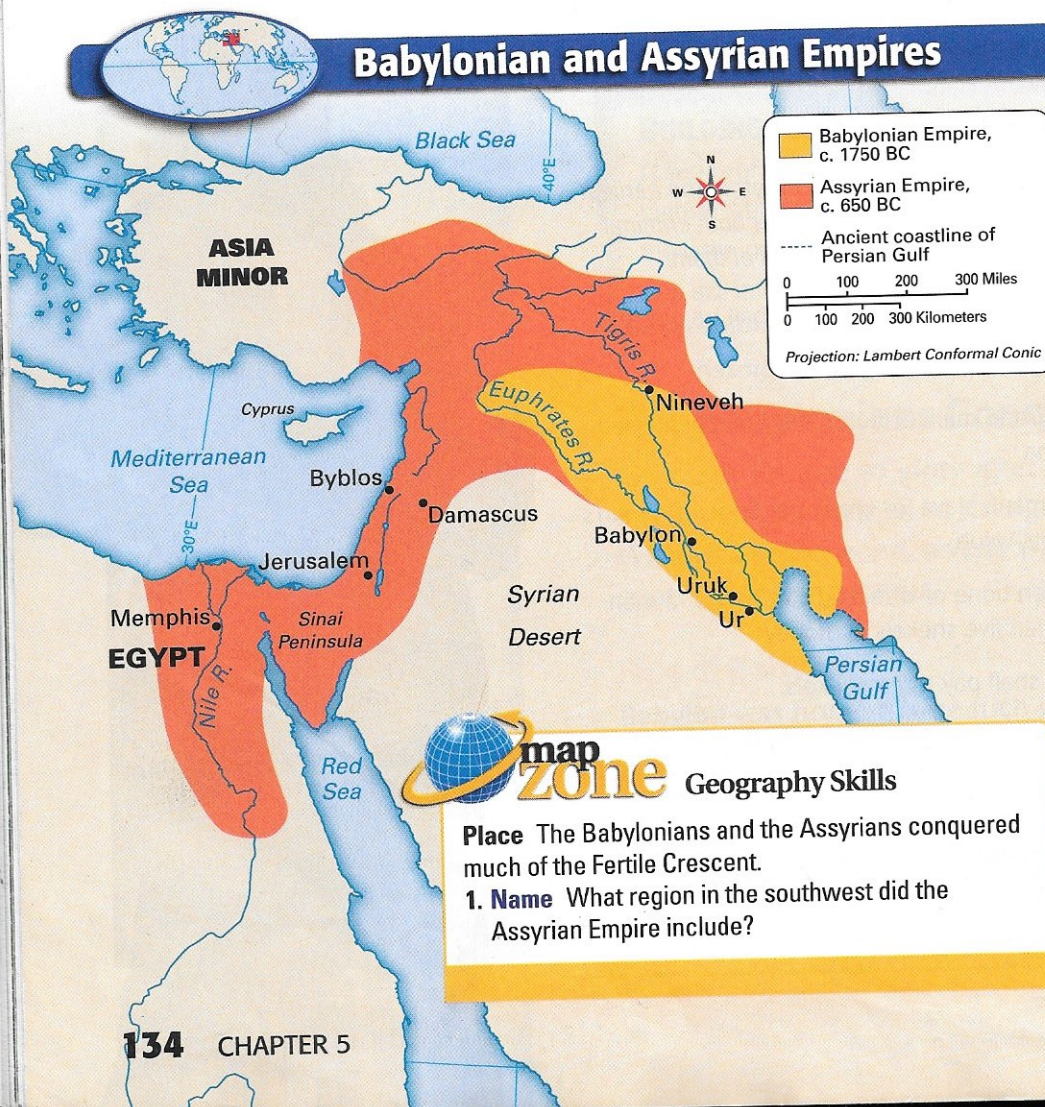 Babylonian and Assyrian Empires
Black Sea
40°E
N
W
E
S
Babylonian Empire,
c. 1750 BC
Assyrian Empire,
c. 650 BC
Ancient coastline of
Persian Gulf
0 100 200 300 Miles
0 100 200 300 Kilometers
Projection: Lambert Conformal Conic
ASIA
MINOR
Tigris R.
Nineveh
Euphrates R.
Cyprus
Mediterranean
Sea
30°E
Byblos
Damascus
Babylon
Jerusalem
Syrian
Desert
Uruk
Ur
Memphis
EGYPT
Sinai
Peninsula
Nile R.
Persian
Gulf
Red
Sea
map
zone Geography Skills
Place The Babylonians and the Assyrians conquered
much of the Fertile Crescent.
1. Name What region in the southwest did the
Assyrian Empire include?
134 CHAPTER 5